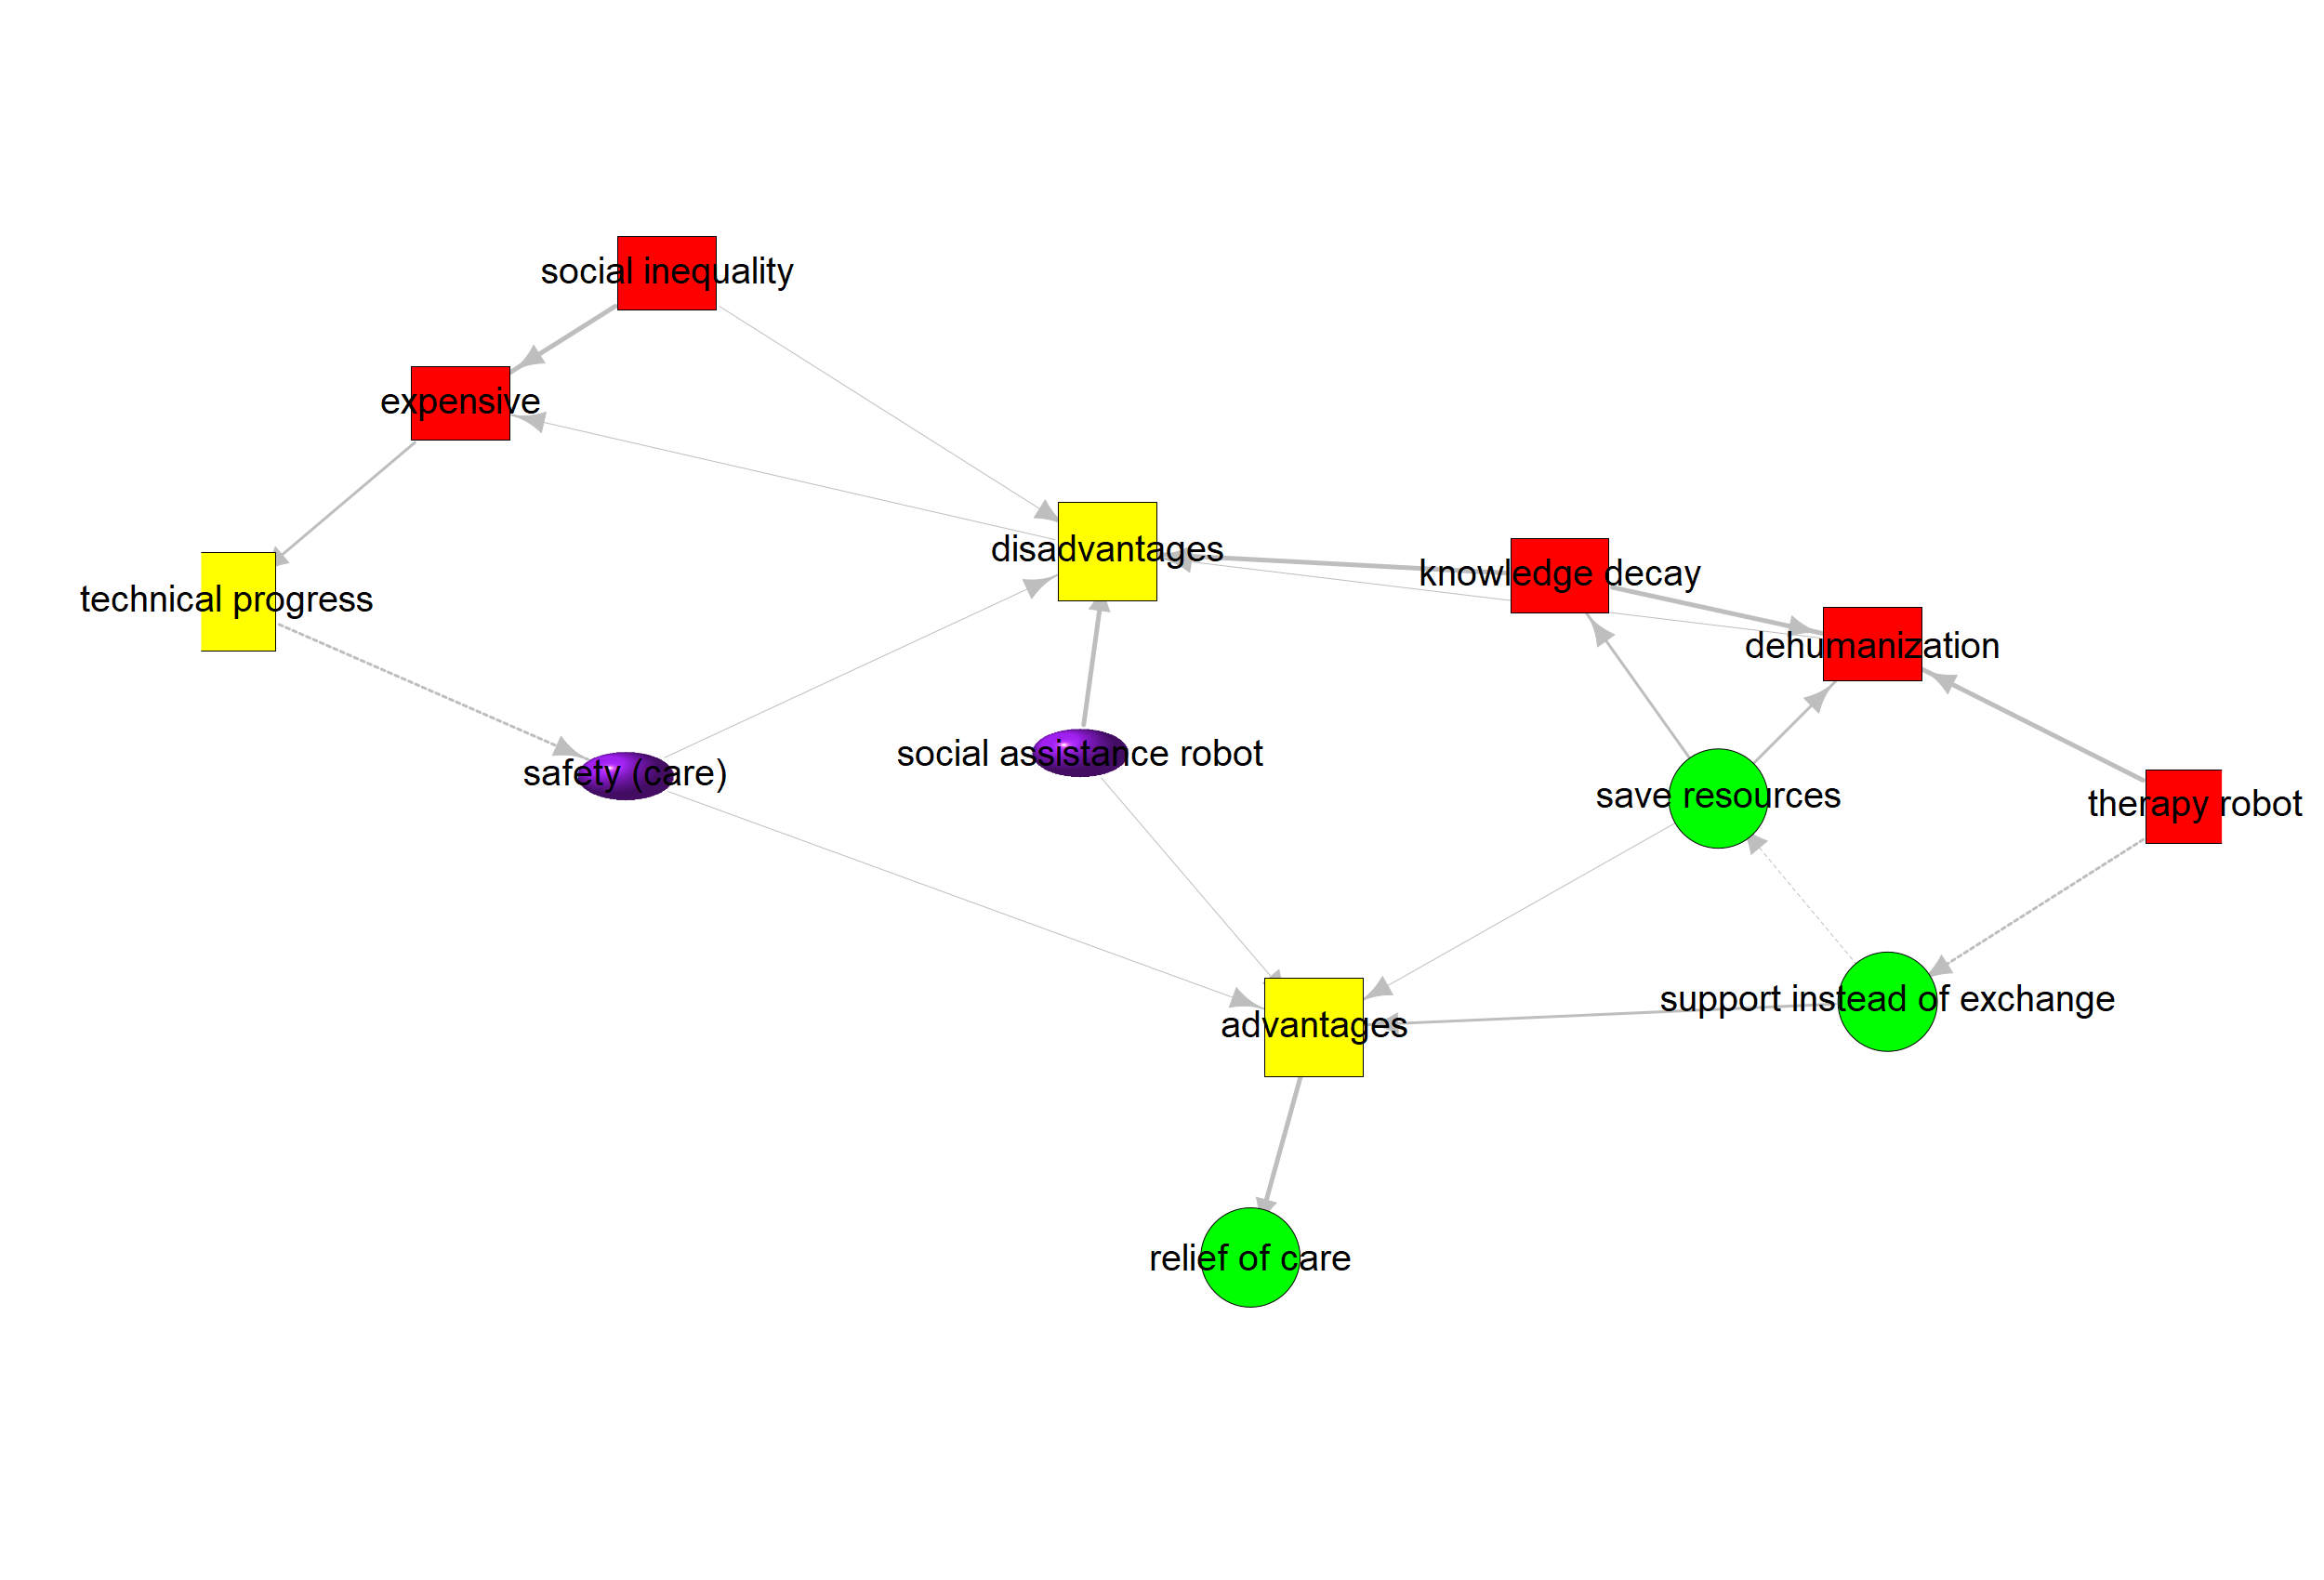 social inequality
expensive
disadvantages
knowledge decay
technical progress
dehumanization
social assistance robot
safety (care)
save resources
therapy robot
support instead of exchange
advantages
relief of care